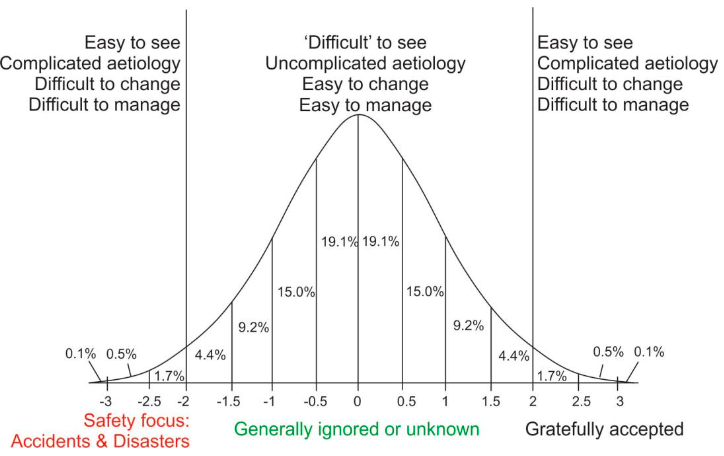 Easy to see
Complicated aetiology
Difficult to change
Difficult to manage
‘Difficult’ to see
Uncomplicated aetiology
Easy to change
Easy to manage
Easy to see
Complicated aetiology
Difficult to change
Difficult to manage
19.1% 19.1%
15.0% 15.0%
9.2% 9.2%
0.1% 0.5% 4.4% 4.4% 0.5% 0.1%
1.7% 1.7%
-3 -2.5 -2 -1.5 -1 -0.5 0 0.5 1 1.5 2 2.5 3
Safety focus:
Accidents & Disasters
Generally ignored or unknown
Gratefully accepted